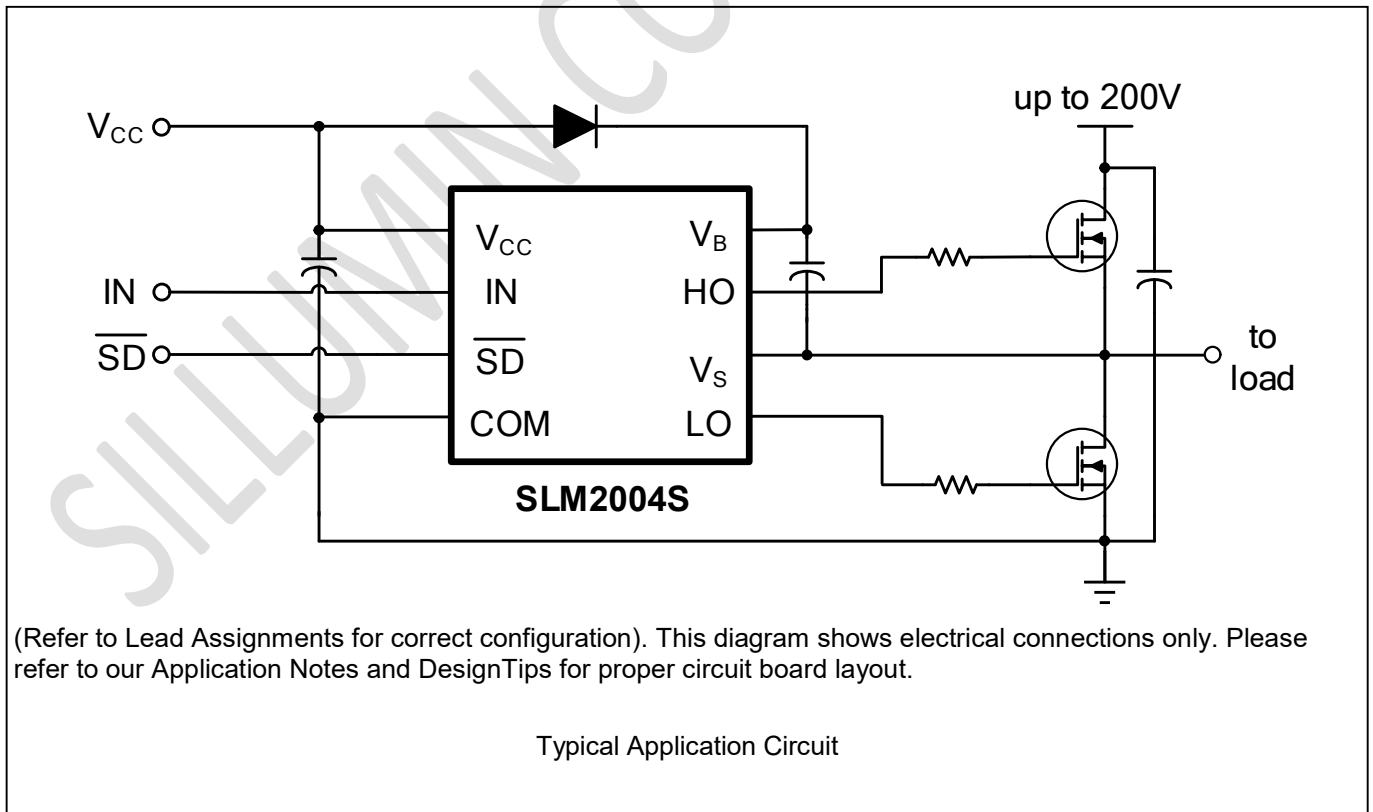 up to 200V
VCC
VCC
VB
IN
IN
HO
SD
SD
VS
to
load
COM
LO
SLM2004S
SILLUMIN CO
(Refer to Lead Assignments for correct configuration). This diagram shows electrical connections only. Please
refer to our Application Notes and DesignTips for proper circuit board layout.
Typical Application Circuit